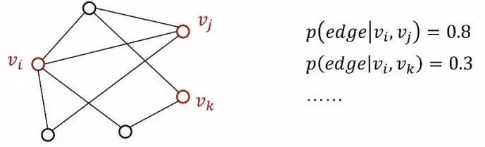 v_j
v_i
v_k
p(edge|v_i, v_j) = 0.8
p(edge|v_i, v_k) = 0.3
......